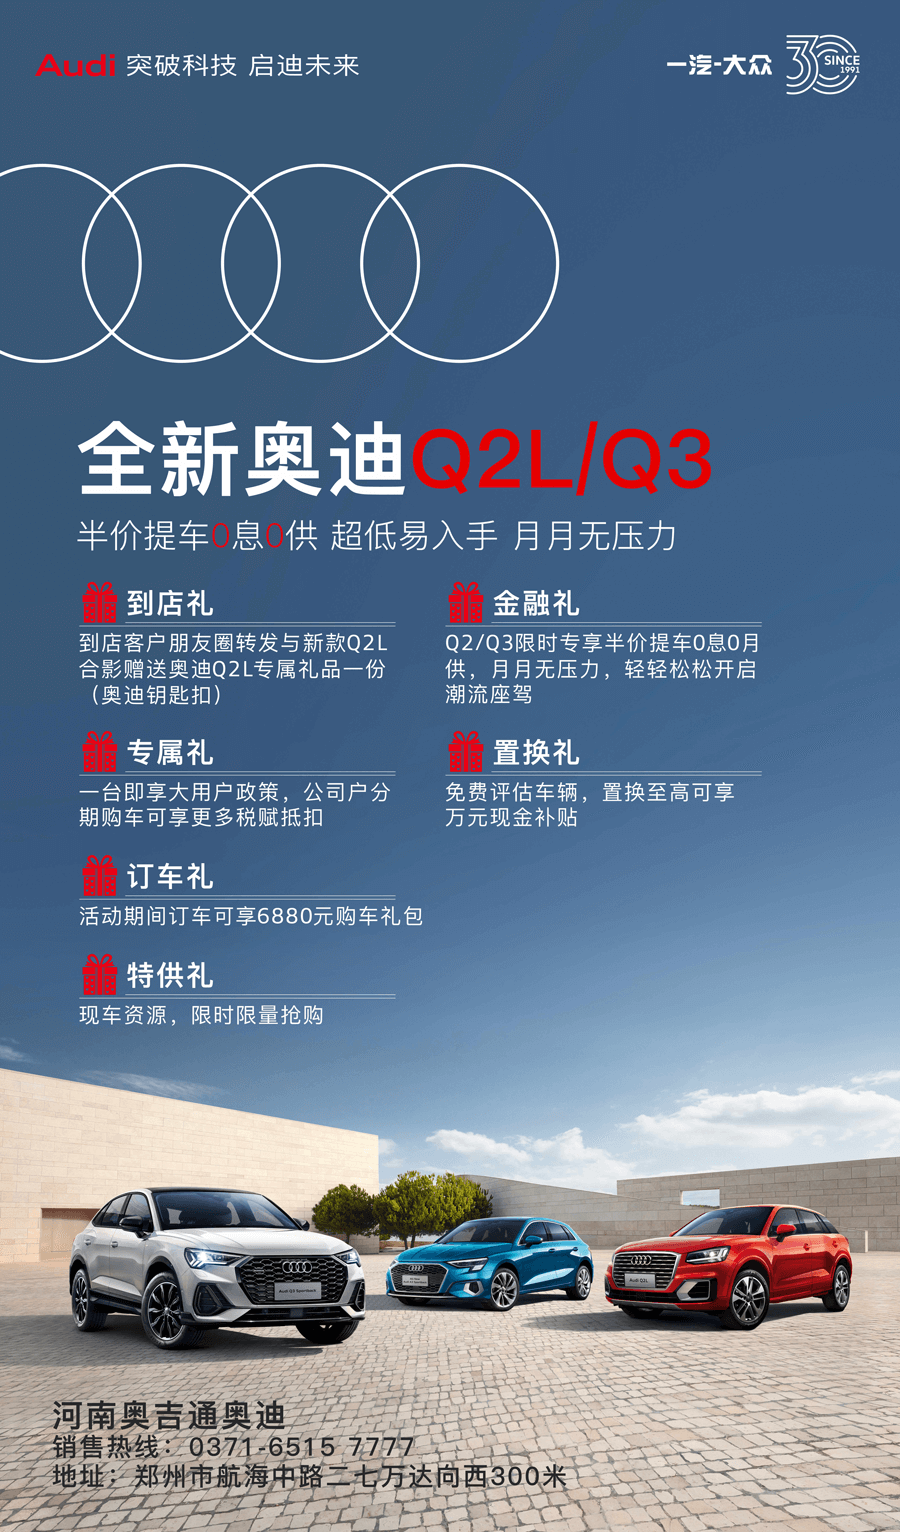 Audi 突破科技 启迪未来
一汽-大众 30 SINCE 1991
全新奥迪Q2L/Q3
半价提车0息0供 超低易入手 月月无压力
到店礼
到店客户朋友圈转发与新款Q2L
合影赠送奥迪Q2L专属礼品一份
（奥迪钥匙扣）
金融礼
Q2/Q3限时专享半价提车0息0月
供，月月无压力，轻轻松松开启
潮流座驾
专属礼
一台即享大用户政策，公司户分
期购车可享更多税赋抵扣
置换礼
免费评估车辆，置换至高可享
万元现金补贴
订车礼
活动期间订车可享6880元购车礼包
特供礼
现车资源，限时限量抢购
Audi Q3 Sportback
Audi Q2L
河南奥吉通奥迪
销售热线：0371-6515 7777
地址：郑州市航海中路二七万达向西300米